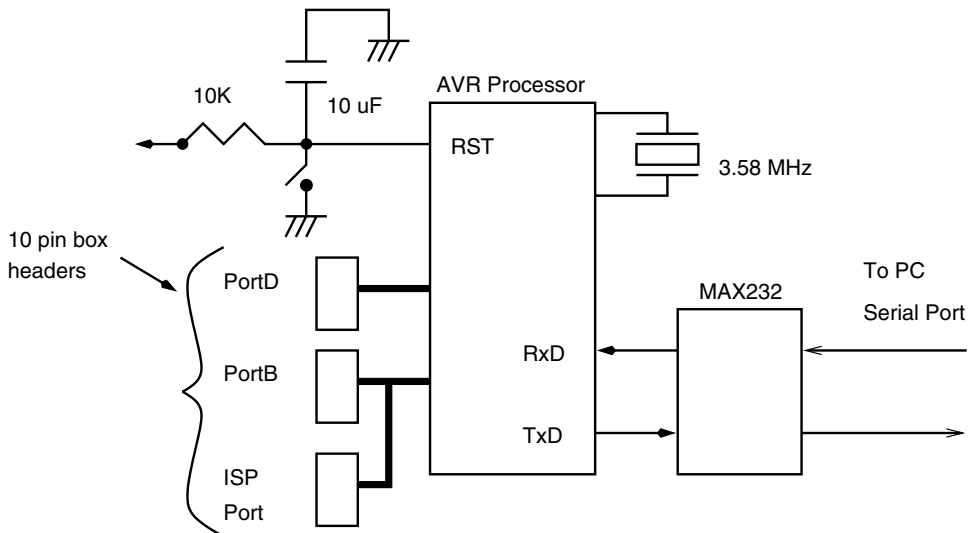 AVR Processor
10K
10 uF
RST
3.58 MHz
10 pin box
headers
PortD
To PC
MAX232
Serial Port
RxD
PortB
TxD
ISP
Port